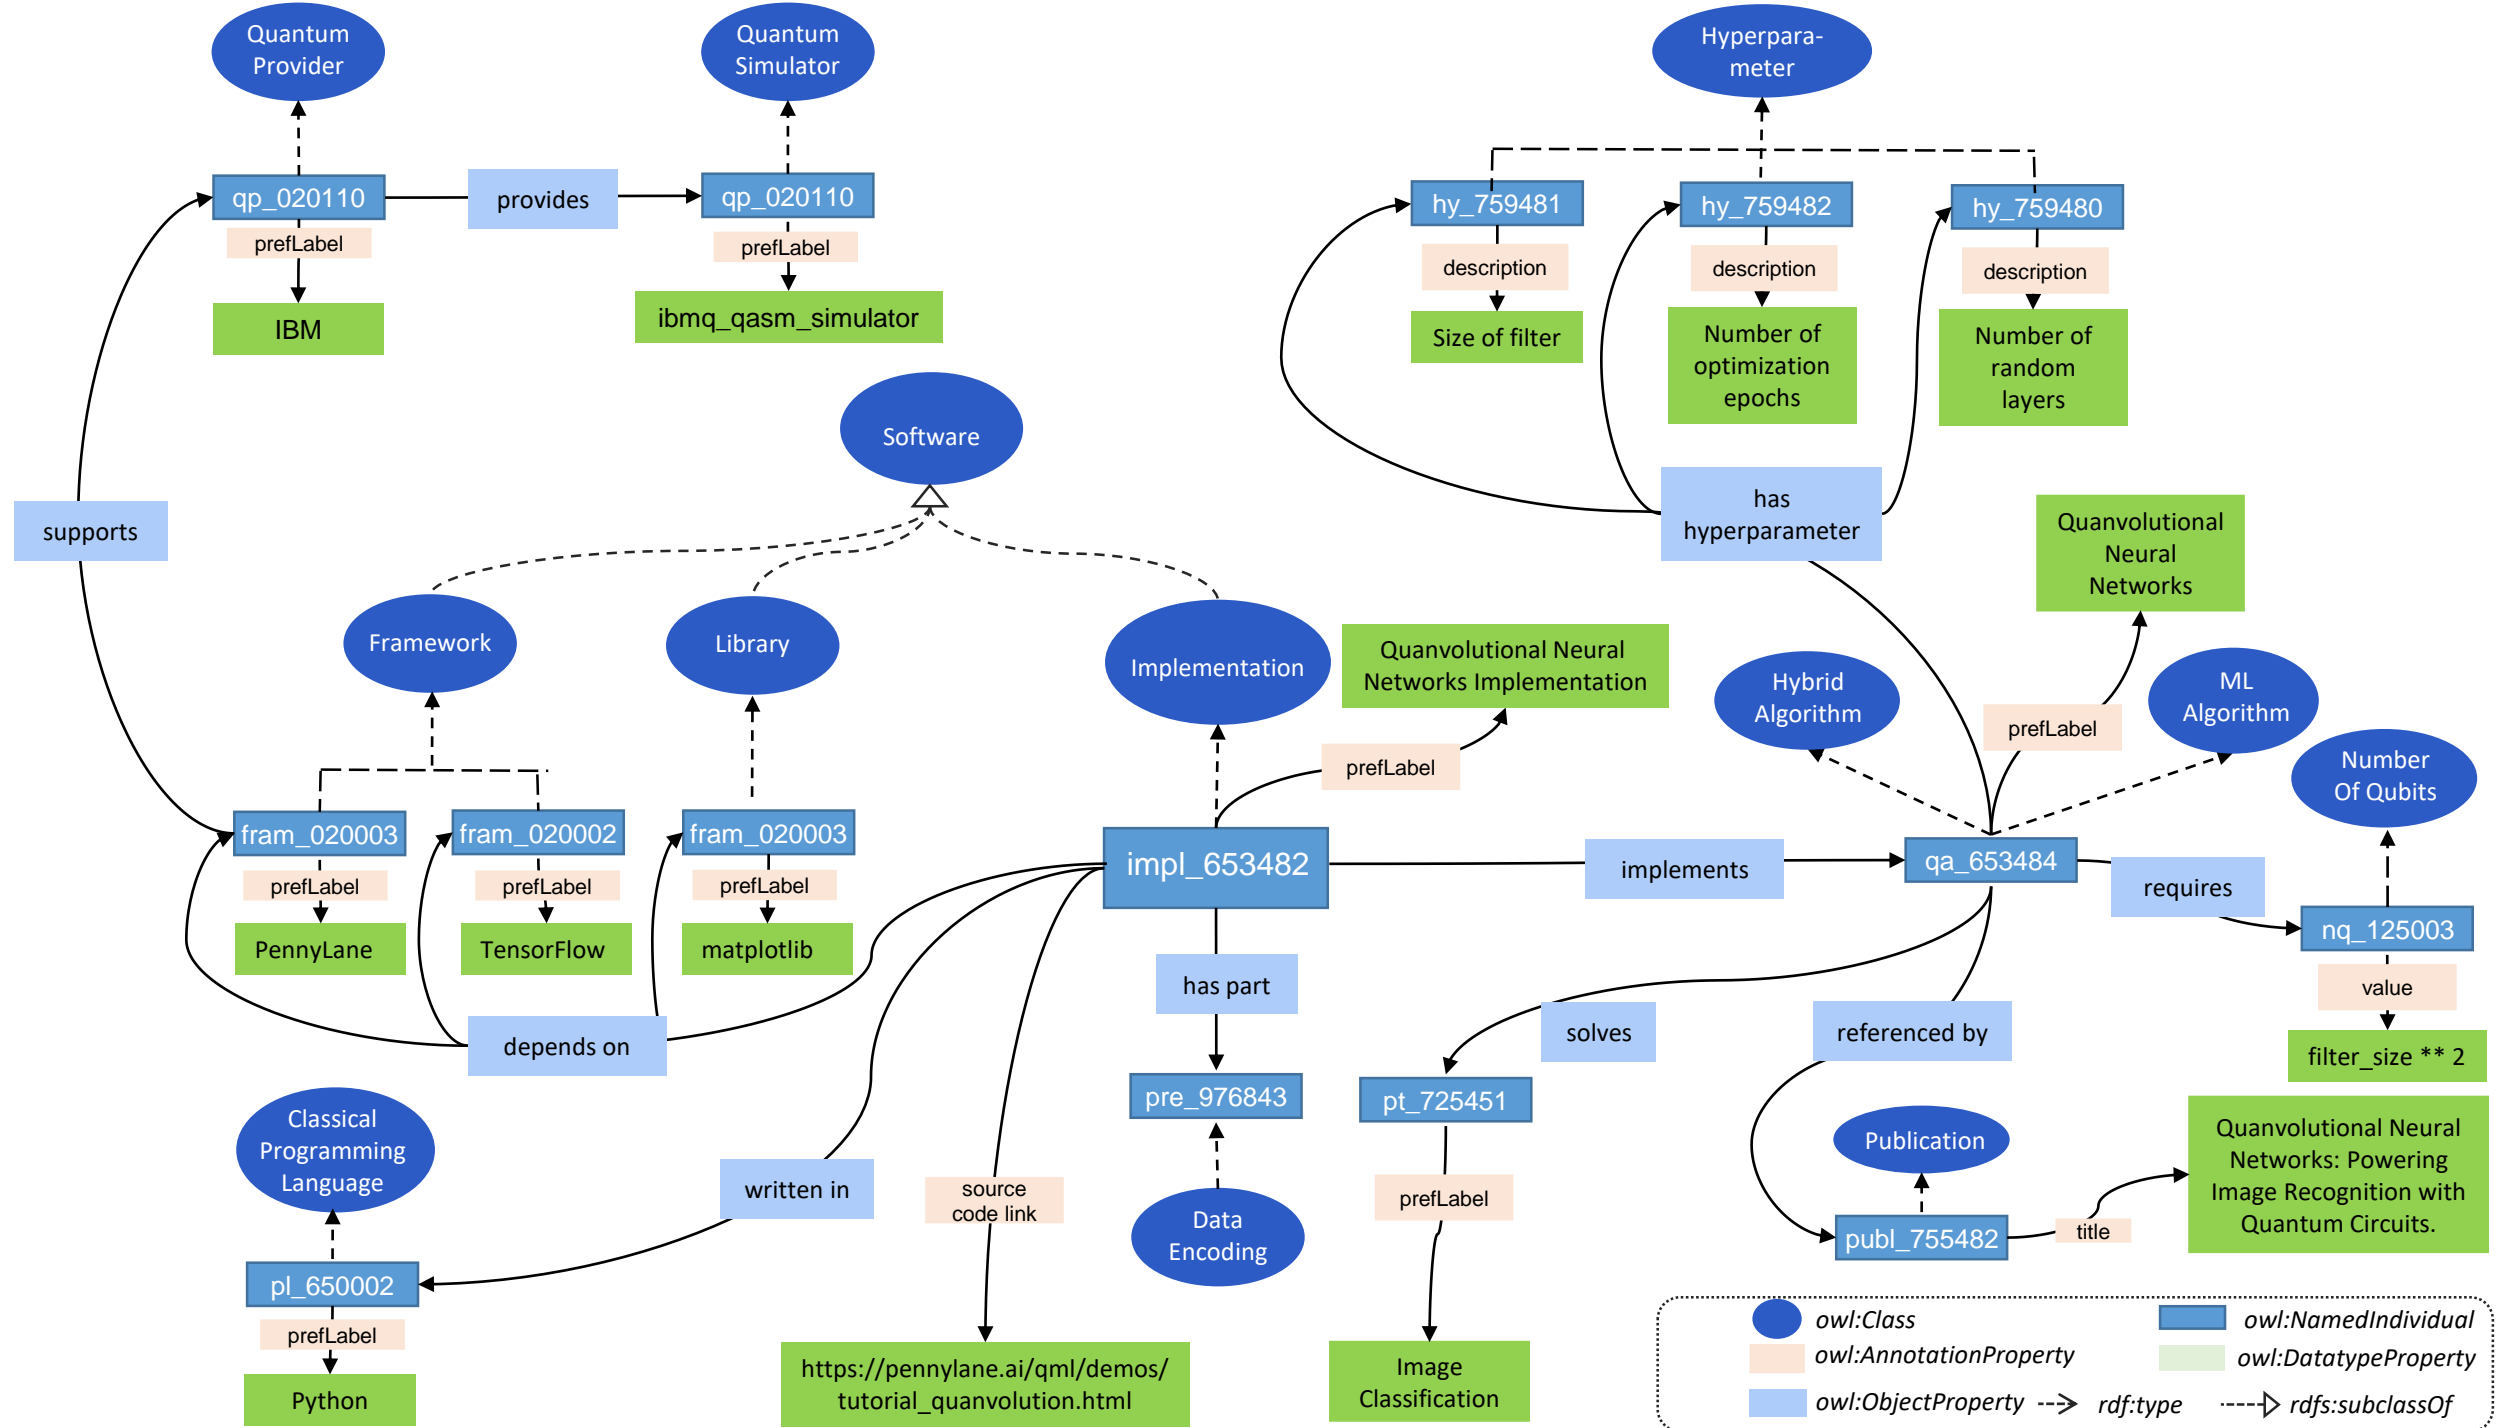 Quantum
Provider
Quantum
Simulator
Hyperpara-
meter
qp_020110
provides
qp_020110
hy_759481
hy_759482
hy_759480
prefLabel
prefLabel
description
description
description
IBM
ibmq_qasm_simulator
Size of filter
Number of
optimization
epochs
Number of
random
layers
Software
supports
has
hyperparameter
Quanvolutional
Neural
Networks
Framework
Library
Implementation
Quanvolutional Neural
Networks Implementation
Hybrid
Algorithm
ML
Algorithm
prefLabel
prefLabel
Number
Of Qubits
fram_020003
fram_020002
fram_020003
impl_653482
implements
qa_653484
requires
prefLabel
prefLabel
prefLabel
PennyLane
TensorFlow
matplotlib
nq_125003
has part
value
depends on
solves
referenced by
filter_size ** 2
pre_976843
pt_725451
Classical
Programming
Language
Publication
Quanvolutional Neural
Networks: Powering
Image Recognition with
Quantum Circuits.
written in
source
code link
prefLabel
Data
Encoding
publ_755482
title
pl_650002
prefLabel
Python
https://pennylane.ai/qml/demos/
tutorial_quanvolution.html
Image
Classification
owl:Class
owl:NamedIndividual
owl:AnnotationProperty
owl:DatatypeProperty
owl:ObjectProperty
rdf:type
rdfs:subclassOf